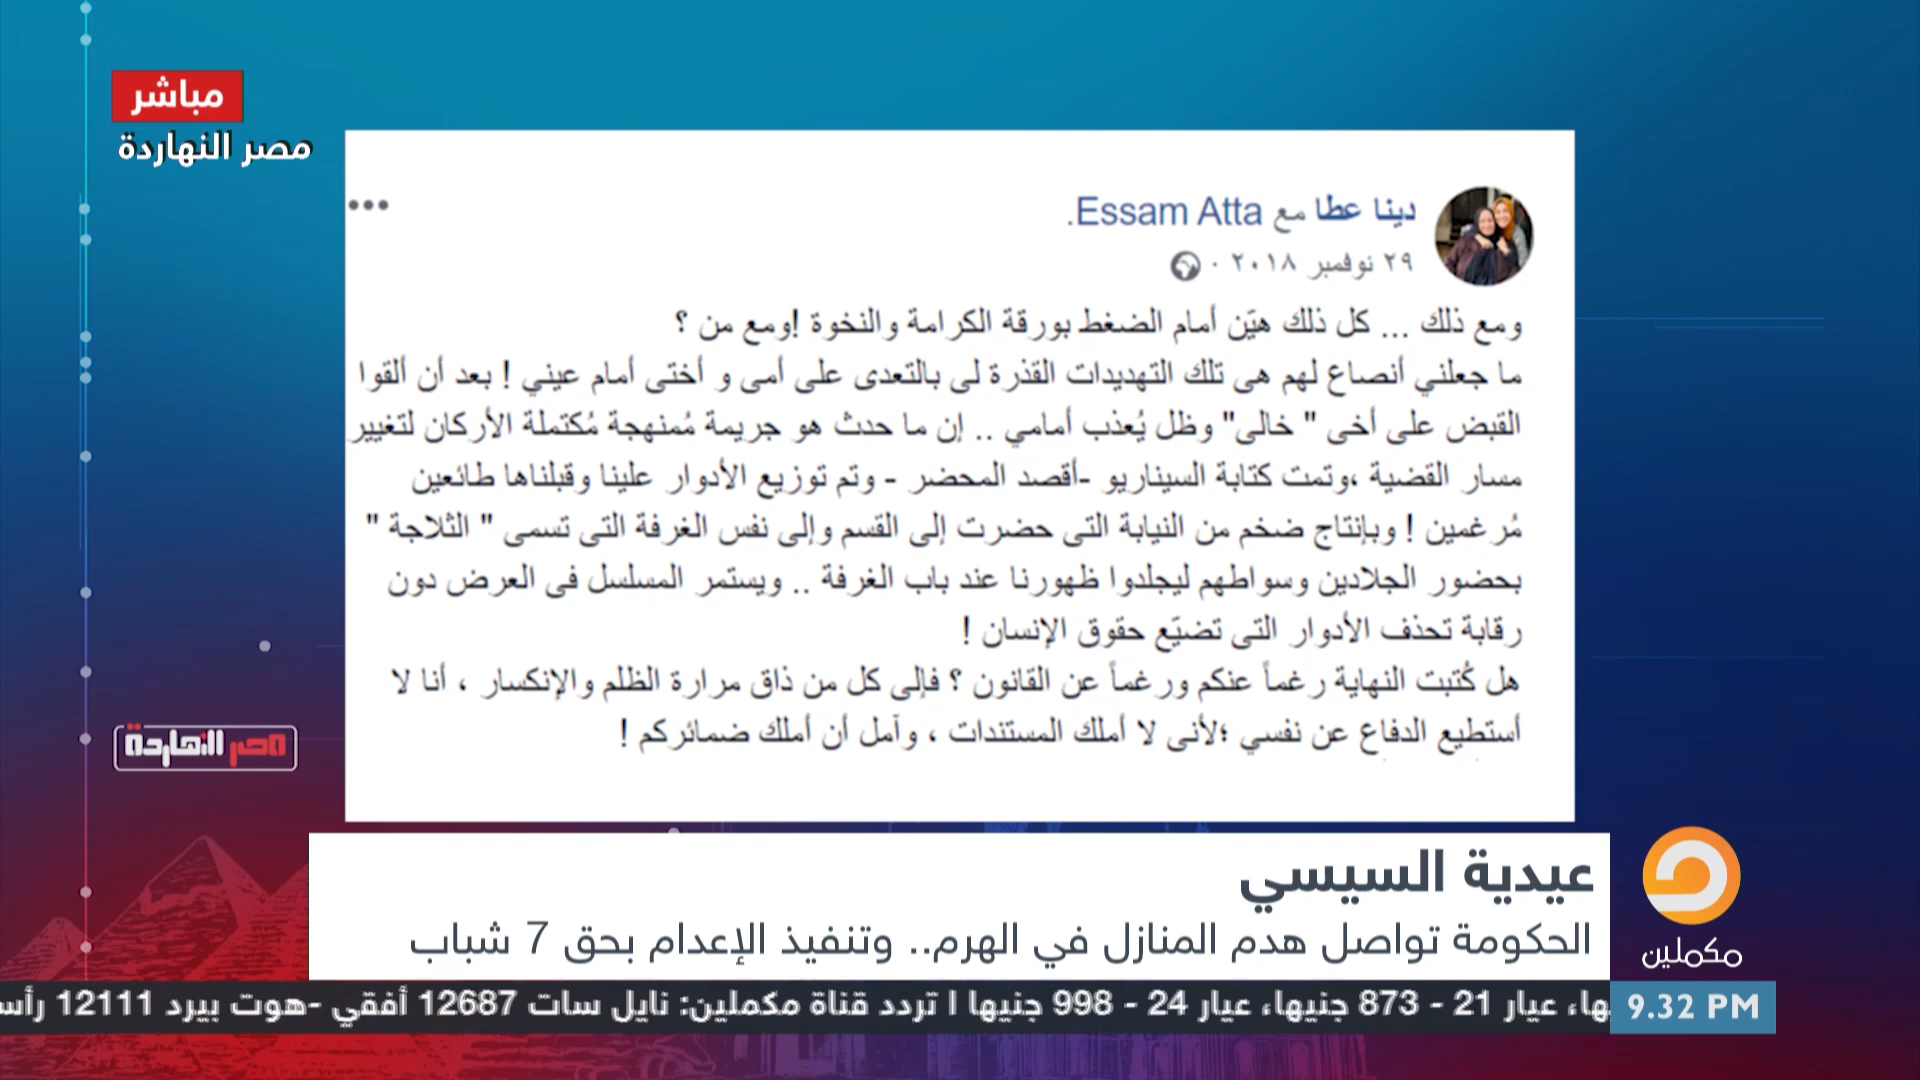 مباشر
مصر النهاردة
دينا عطا مع Essam Atta.
٢٩ نوفمبر ٢٠١٨ ·
ومع ذلك ... كل ذلك هيّن أمام الضغط بورقة الكرامة والنخوة !ومع من ؟
ما جعلني أنصاع لهم هى تلك التهديدات القذرة لى بالتعدى على أمى و أختى أمام عيني ! بعد أن ألقوا
القبض على أخى " خالى" وظل يُعذب أمامي .. إن ما حدث هو جريمة مُمنهجة مُكتملة الأركان لتغيير
مسار القضية ،وتمت كتابة السيناريو -أقصد المحضر - وتم توزيع الأدوار علينا وقبلناها طائعين
مُرغمين ! وبإنتاج ضخم من النيابة التى حضرت إلى القسم وإلى نفس الغرفة التى تسمى " الثلاجة "
بحضور الجلادين وسواطهم ليجلدوا ظهورنا عند باب الغرفة .. ويستمر المسلسل فى العرض دون
رقابة تحذف الأدوار التى تضيّع حقوق الإنسان !
هل كُتبت النهاية رغماً عنكم ورغماً عن القانون ؟ فإلى كل من ذاق مرارة الظلم والإنكسار ، أنا لا
أستطيع الدفاع عن نفسي ؛لأنى لا أملك المستندات ، وآمل أن أملك ضمائركم !
مصر النهاردة
عيدية السيسي
الحكومة تواصل هدم المنازل في الهرم.. وتنفيذ الإعدام بحق 7 شباب
مكملين
يها، عيار 21 - 873 جنيها، عيار 24 - 998 جنيها | تردد قناة مكملين: نايل سات 12687 أفقي -هوت بيرد 12111 رأس
9.32 PM